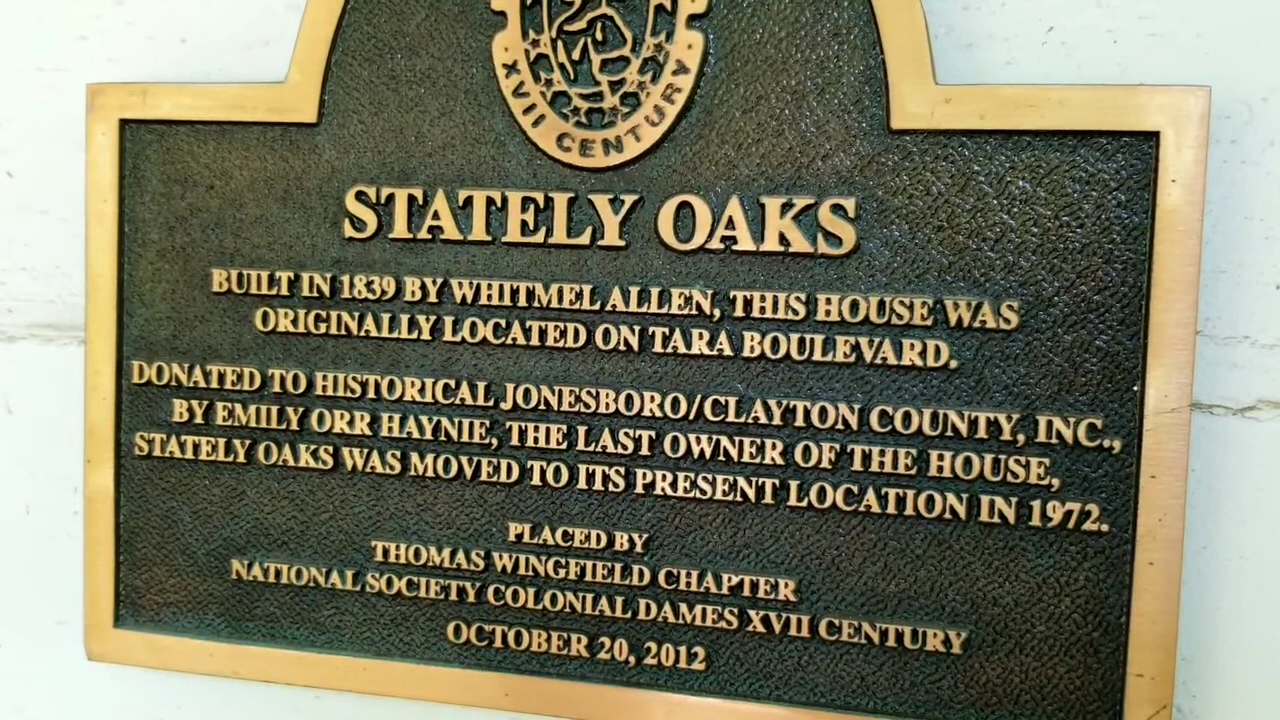 XVII CENTURY
STATELY OAKS
BUILT IN 1839 BY WHITMEL ALLEN, THIS HOUSE WAS
ORIGINALLY LOCATED ON TARA BOULEVARD.
DONATED TO HISTORICAL JONESBORO/CLAYTON COUNTY, INC.,
BY EMILY ORR HAYNIE, THE LAST OWNER OF THE HOUSE,
STATELY OAKS WAS MOVED TO ITS PRESENT LOCATION IN 1972.
PLACED BY
THOMAS WINGFIELD CHAPTER
NATIONAL SOCIETY COLONIAL DAMES XVII CENTURY
OCTOBER 20, 2012